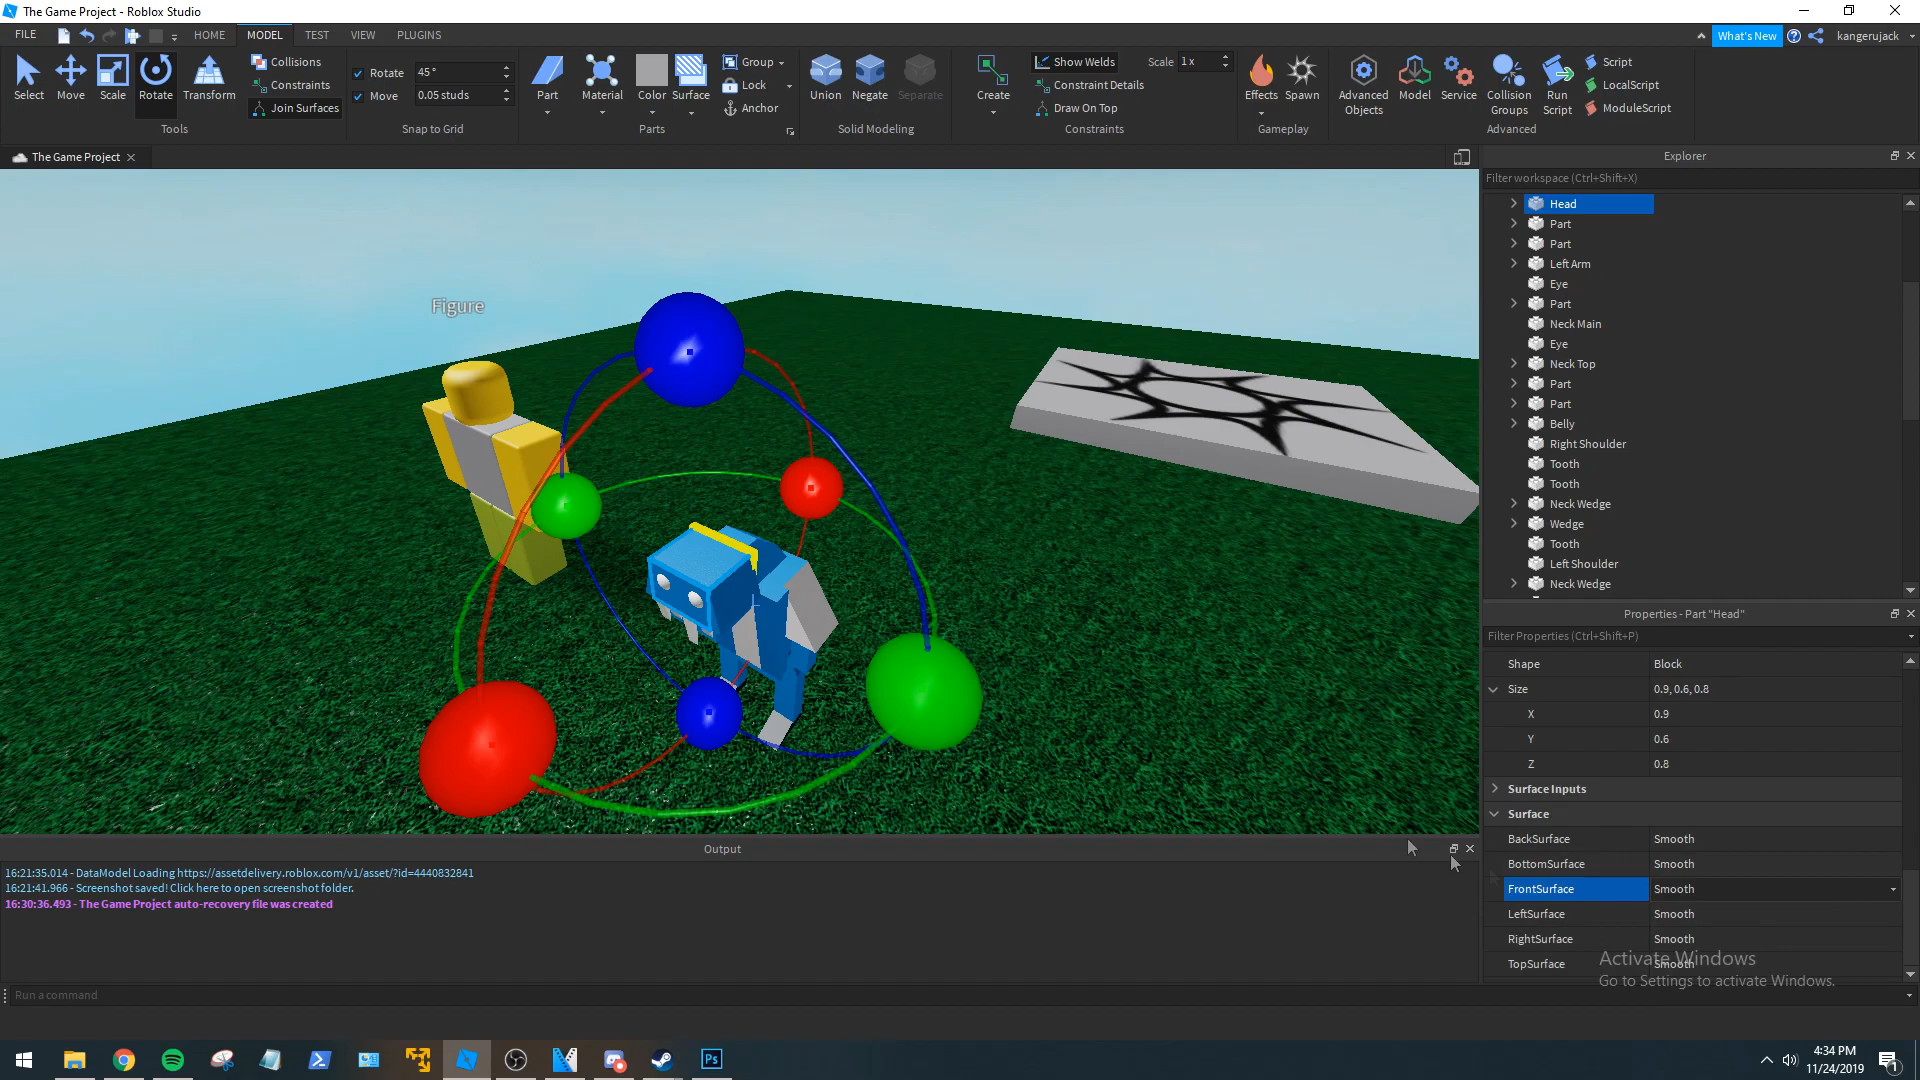 The Game Project - Roblox Studio
FILE HOME MODEL TEST VIEW PLUGINS What's New kangerujack
Select Move Scale Rotate Transform
Collisions
Constraints
Join Surfaces
Tools
Rotate 45°
Move 0.05 studs
Snap to Grid
Part Material Color Surface
Group
Lock
Anchor
Parts
Union Negate Separate
Solid Modeling
Create
Show Welds Scale 1x
Constraint Details
Draw On Top
Constraints
Effects Spawn
Gameplay
Advanced Objects
Model
Service
Collision Groups
Run Script
Script
LocalScript
ModuleScript
Advanced
The Game Project
Figure
Explorer
Filter workspace (Ctrl+Shift+X)
Head
Part
Part
Left Arm
Eye
Part
Neck Main
Eye
Neck Top
Part
Part
Belly
Right Shoulder
Tooth
Tooth
Neck Wedge
Wedge
Tooth
Left Shoulder
Neck Wedge
Properties - Part "Head"
Filter Properties (Ctrl+Shift+P)
Shape Block
Size 0.9, 0.6, 0.8
X 0.9
Y 0.6
Z 0.8
Surface Inputs
Surface
BackSurface Smooth
BottomSurface Smooth
FrontSurface Smooth
LeftSurface Smooth
RightSurface Smooth
TopSurface Smooth
Activate Windows
Go to Settings to activate Windows.
Output
16:21:35.014 - DataModel Loading https://assetdelivery.roblox.com/v1/asset/?id=4440832841
16:21:41.966 - Screenshot saved! Click here to open screenshot folder.
16:30:36.493 - The Game Project auto-recovery file was created
Run a command
Ps
4:34 PM
11/24/2019
1